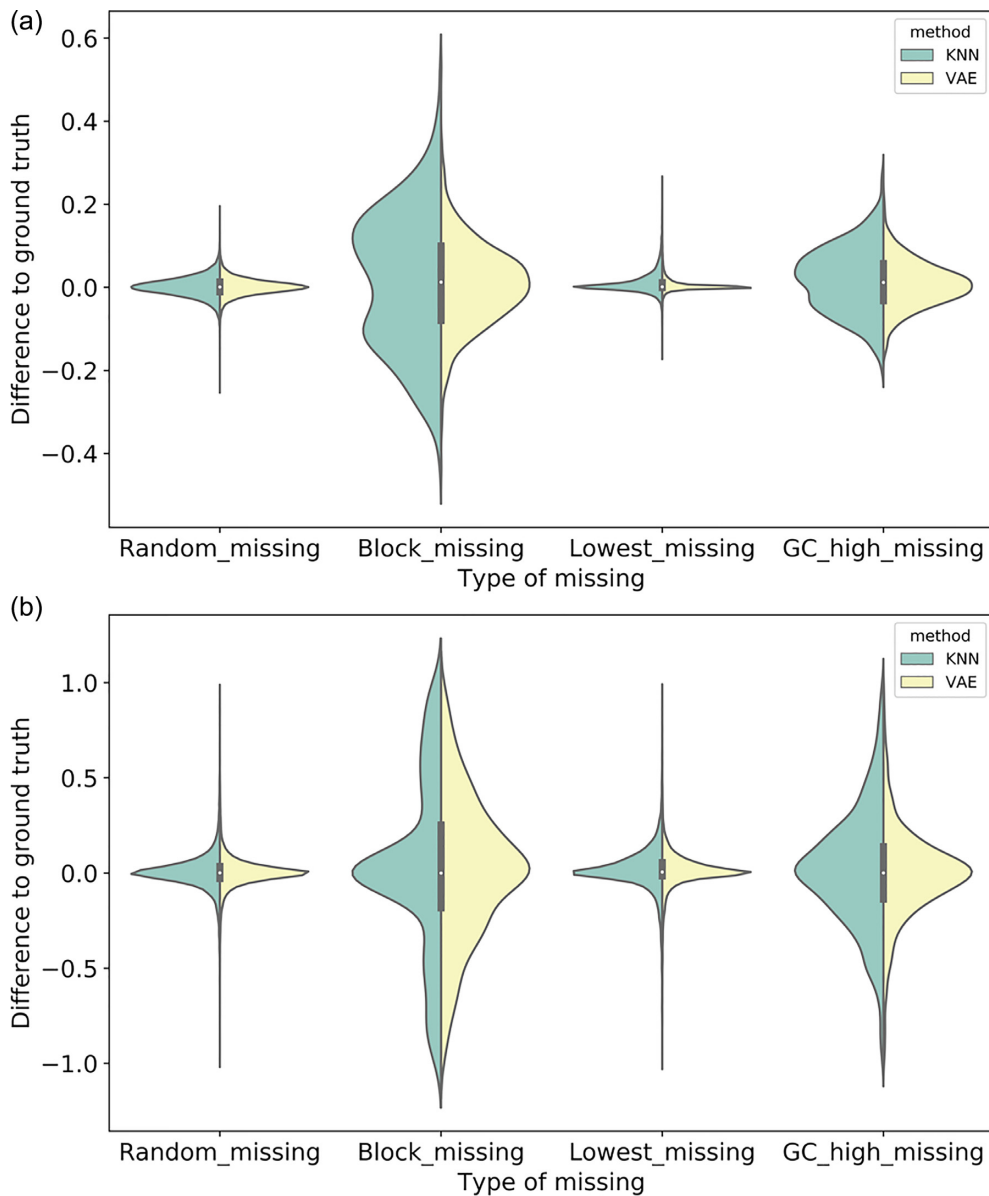 (a)
method
KNN
VAE
0.6
0.4
0.2
0.0
−0.2
−0.4
Difference to ground truth
Random_missing Block_missing Lowest_missing GC_high_missing
Type of missing
(b)
method
KNN
VAE
1.0
0.5
0.0
−0.5
−1.0
Difference to ground truth
Random_missing Block_missing Lowest_missing GC_high_missing
Type of missing